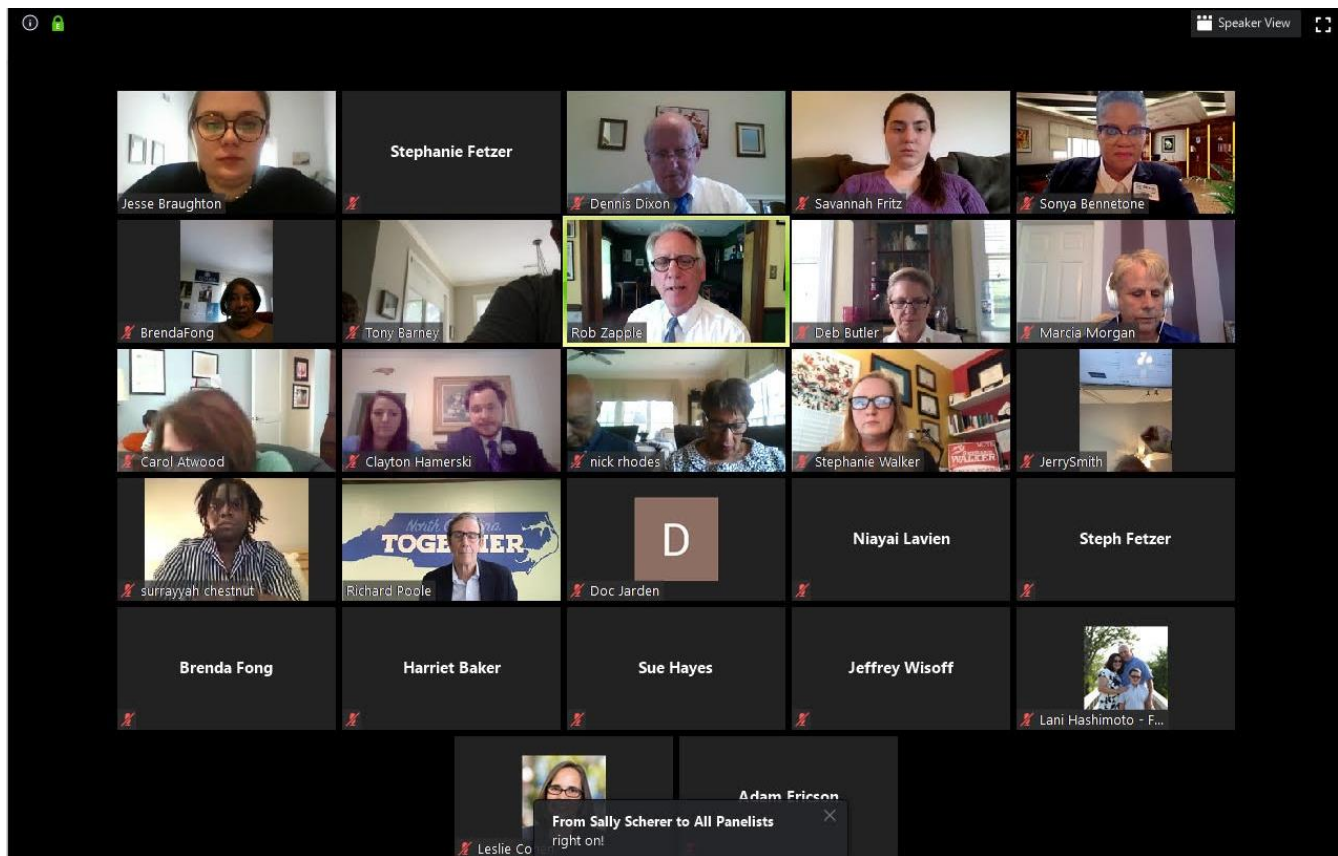 Speaker View
Jesse Braughton
Stephanie Fetzer
Dennis Dixon
Savannah Fritz
Sonya Bennetone
BrendaFong
Tony Barney
Rob Zapple
Deb Butler
Marcia Morgan
Carol Atwood
Clayton Hamerski
nick rhodes
Stephanie Walker
WALKER
JerrySmith
surrayyah chestnut
North Carolina
TOGETHER
Richard Poole
D
Doc Jarden
Niayai Lavien
Steph Fetzer
Brenda Fong
Harriet Baker
Sue Hayes
Jeffrey Wisoff
Lani Hashimoto - F...
Leslie Co
Adam Ericson
From Sally Scherer to All Panelists
right on!